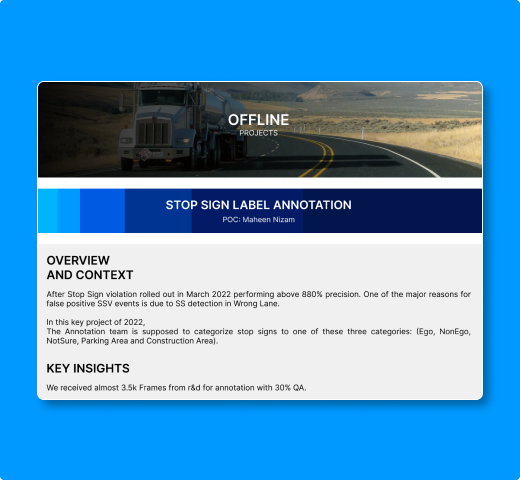 OFFLINE
PROJECTS
STOP SIGN LABEL ANNOTATION
POC: Maheen Nizam
OVERVIEW
AND CONTEXT
After Stop Sign violation rolled out in March 2022 performing above 880% precision. One of the major reasons for
false positive SSV events is due to SS detection in Wrong Lane.
In this key project of 2022,
The Annotation team is supposed to categorize stop signs to one of these three categories: (Ego, NonEgo,
NotSure, Parking Area and Construction Area).
KEY INSIGHTS
We received almost 3.5k Frames from r&d for annotation with 30% QA.